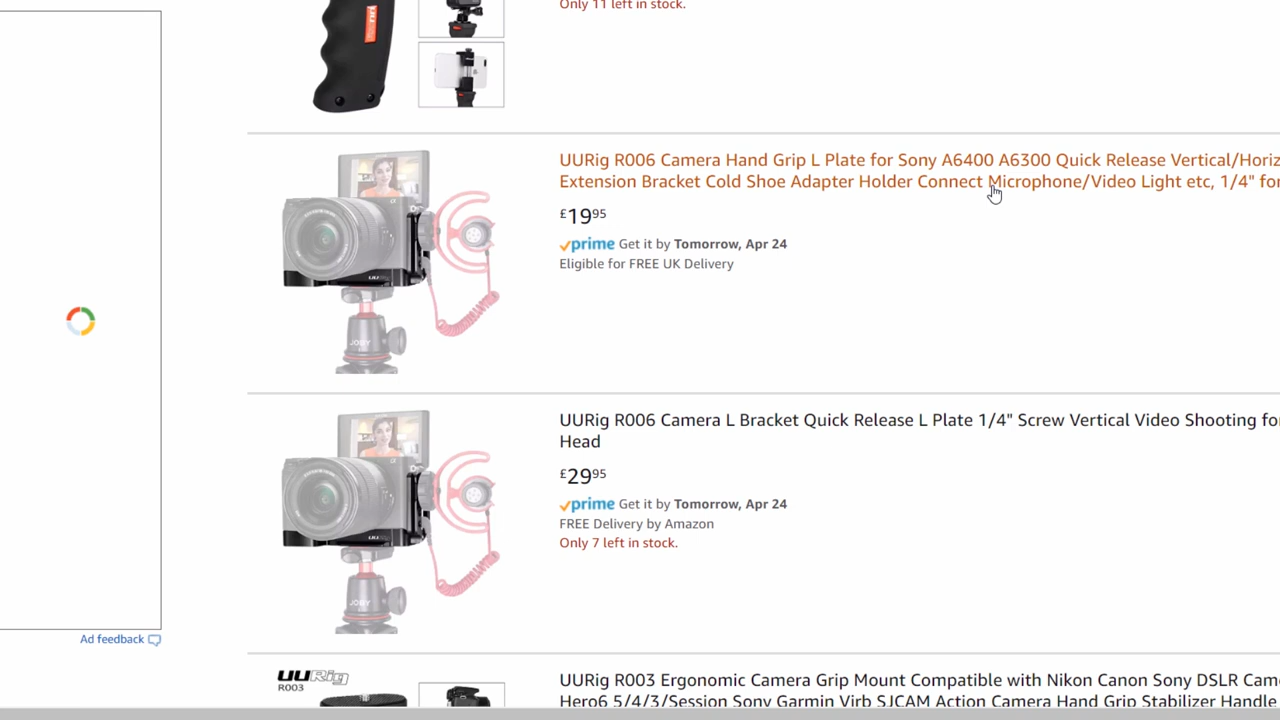 Only 11 left in stock.
UURig R006 Camera Hand Grip L Plate for Sony A6400 A6300 Quick Release Vertical/Horiz
Extension Bracket Cold Shoe Adapter Holder Connect Microphone/Video Light etc, 1/4" for
£19⁹⁵
prime Get it by Tomorrow, Apr 24
Eligible for FREE UK Delivery
JOBY
UURig R006 Camera L Bracket Quick Release L Plate 1/4" Screw Vertical Video Shooting for
Head
£29⁹⁵
prime Get it by Tomorrow, Apr 24
FREE Delivery by Amazon
Only 7 left in stock.
JOBY
Ad feedback
UURig
R003
UURig R003 Ergonomic Camera Grip Mount Compatible with Nikon Canon Sony DSLR Cam
Hero6 5/4/3/Session Sony Garmin Virb SJCAM Action Camera Hand Grip Stabilizer Handle